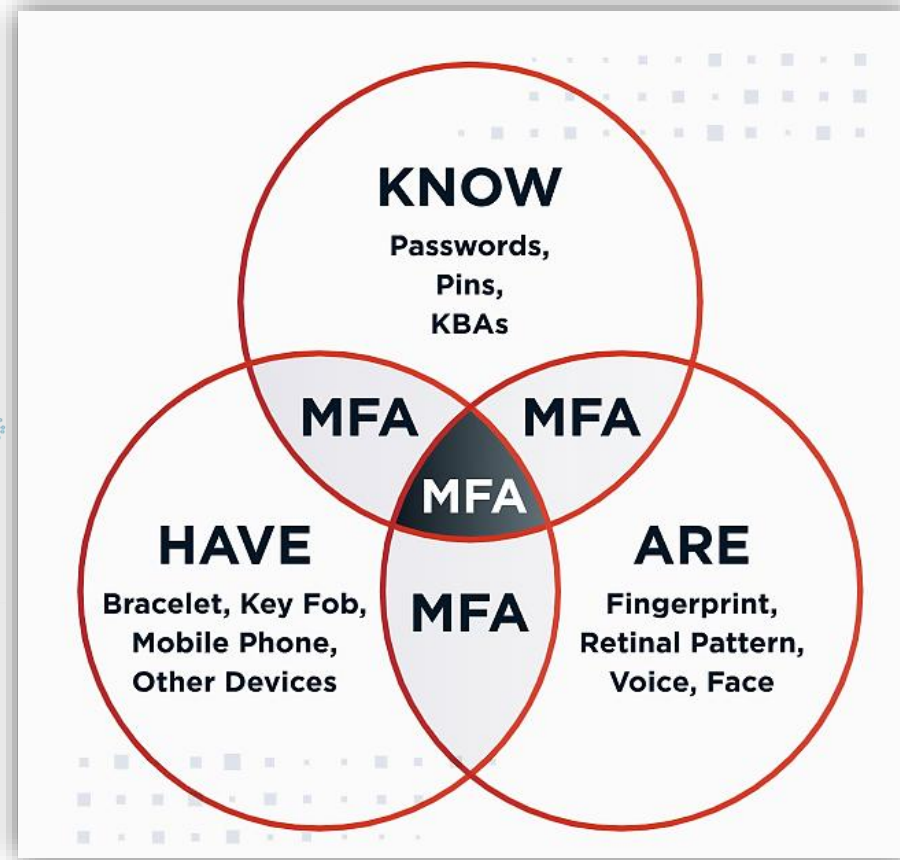 KNOW
Passwords,
Pins,
KBAs
MFA
MFA
MFA
HAVE
Bracelet, Key Fob,
Mobile Phone,
Other Devices
MFA
ARE
Fingerprint,
Retinal Pattern,
Voice, Face